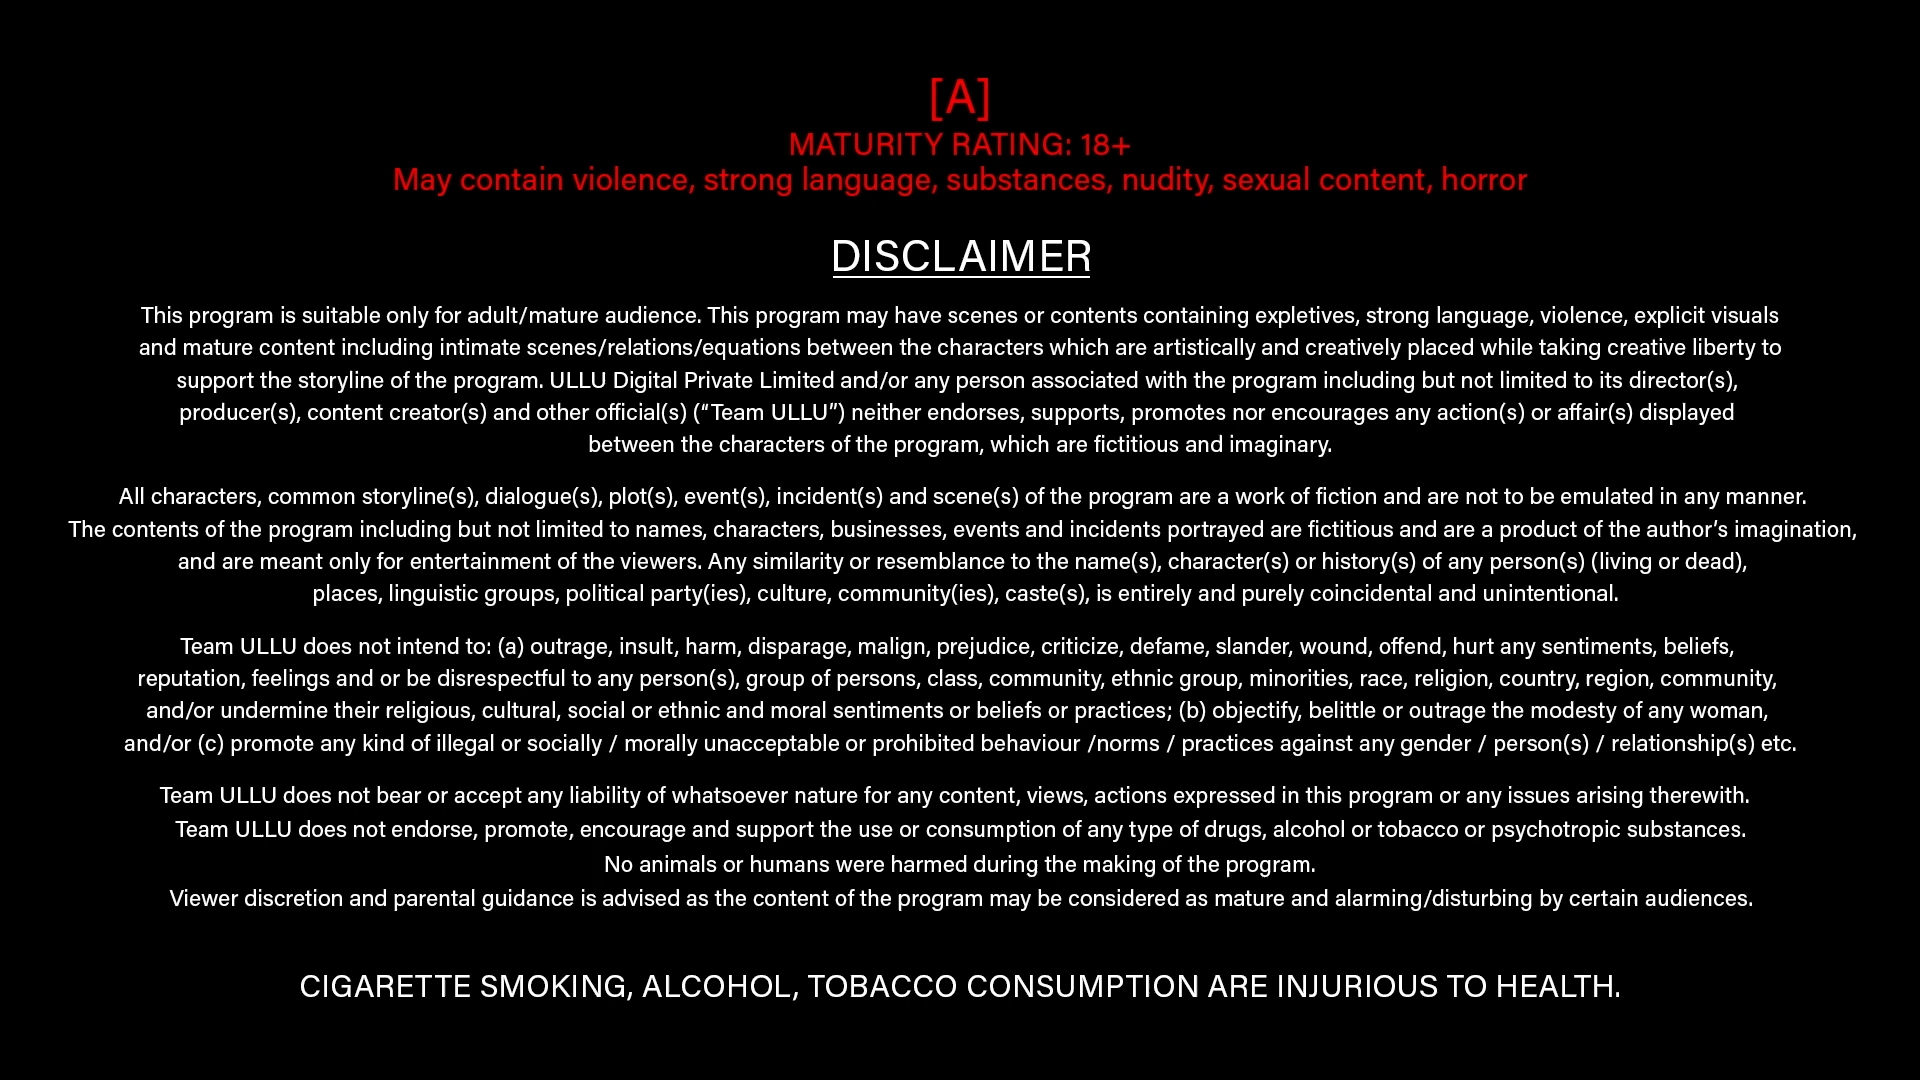 [A]
MATURITY RATING: 18+
May contain violence, strong language, substances, nudity, sexual content, horror
DISCLAIMER
This program is suitable only for adult/mature audience. This program may have scenes or contents containing expletives, strong language, violence, explicit visuals
and mature content including intimate scenes/relations/equations between the characters which are artistically and creatively placed while taking creative liberty to
support the storyline of the program. ULLU Digital Private Limited and/or any person associated with the program including but not limited to its director(s),
producer(s), content creator(s) and other official(s) (“Team ULLU”) neither endorses, supports, promotes nor encourages any action(s) or affair(s) displayed
between the characters of the program, which are fictitious and imaginary.
All characters, common storyline(s), dialogue(s), plot(s), event(s), incident(s) and scene(s) of the program are a work of fiction and are not to be emulated in any manner.
The contents of the program including but not limited to names, characters, businesses, events and incidents portrayed are fictitious and are a product of the author’s imagination,
and are meant only for entertainment of the viewers. Any similarity or resemblance to the name(s), character(s) or history(s) of any person(s) (living or dead),
places, linguistic groups, political party(ies), culture, community(ies), caste(s), is entirely and purely coincidental and unintentional.
Team ULLU does not intend to: (a) outrage, insult, harm, disparage, malign, prejudice, criticize, defame, slander, wound, offend, hurt any sentiments, beliefs,
reputation, feelings and or be disrespectful to any person(s), group of persons, class, community, ethnic group, minorities, race, religion, country, region, community,
and/or undermine their religious, cultural, social or ethnic and moral sentiments or beliefs or practices; (b) objectify, belittle or outrage the modesty of any woman,
and/or (c) promote any kind of illegal or socially / morally unacceptable or prohibited behaviour /norms / practices against any gender / person(s) / relationship(s) etc.
Team ULLU does not bear or accept any liability of whatsoever nature for any content, views, actions expressed in this program or any issues arising therewith.
Team ULLU does not endorse, promote, encourage and support the use or consumption of any type of drugs, alcohol or tobacco or psychotropic substances.
No animals or humans were harmed during the making of the program.
Viewer discretion and parental guidance is advised as the content of the program may be considered as mature and alarming/disturbing by certain audiences.
CIGARETTE SMOKING, ALCOHOL, TOBACCO CONSUMPTION ARE INJURIOUS TO HEALTH.